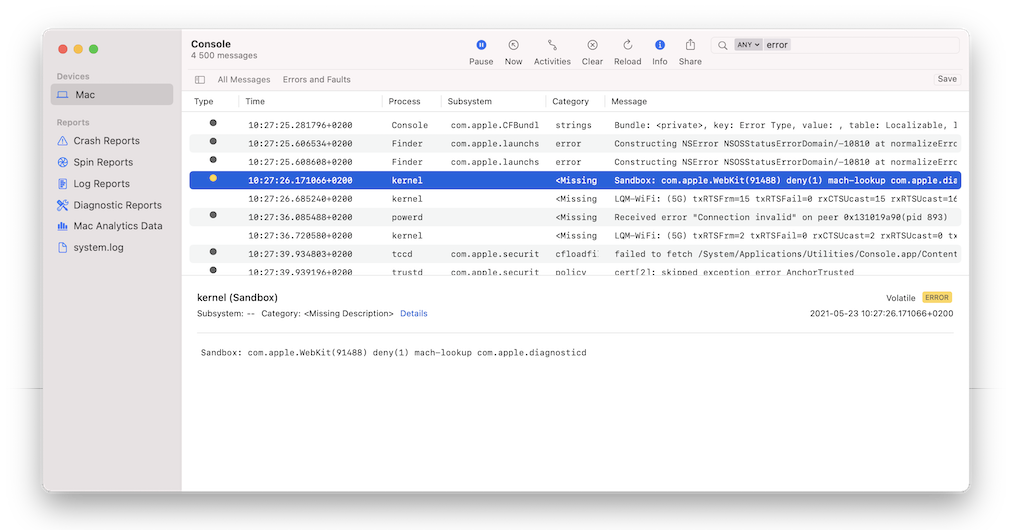 Console
4 500 messages
Pause Now Activities Clear Reload Info Share
ANY error
Devices
Mac
Reports
Crash Reports
Spin Reports
Log Reports
Diagnostic Reports
Mac Analytics Data
system.log
All Messages Errors and Faults Save
Type Time Process Subsystem Category Message
10:27:25.281796+0200 Console com.apple.CFBundl strings Bundle: <private>, key: Error Type, value: , table: Localizable, l
10:27:25.606534+0200 Finder com.apple.launchs error Constructing NSError NSOSStatusErrorDomain/-10810 at normalizeErrc
10:27:25.608608+0200 Finder com.apple.launchs error Constructing NSError NSOSStatusErrorDomain/-10810 at normalizeErrc
10:27:26.171066+0200 kernel <Missing Sandbox: com.apple.WebKit(91488) deny(1) mach-lookup com.apple.dia
10:27:26.685240+0200 kernel <Missing LQM-WiFi: (5G) txRTSFrm=15 txRTSFail=0 rxCTSUcast=15 rxRTSUcast=16
10:27:36.085488+0200 powerd <Missing Received error "Connection invalid" on peer 0x131019a90(pid 893)
10:27:36.720580+0200 kernel <Missing LQM-WiFi: (5G) txRTSFrm=2 txRTSFail=0 rxCTSUcast=2 rxRTSUcast=0 tx
10:27:39.934803+0200 tccd com.apple.securit cfloadfi failed to fetch /System/Applications/Utilities/Console.app/Content
10:27:39.939196+0200 trustd com.apple.securit policy cert[2]: skipped exception error AnchorTrusted
kernel (Sandbox) Volatile ERROR
Subsystem: -- Category: <Missing Description> Details 2021-05-23 10:27:26.171066+0200
Sandbox: com.apple.WebKit(91488) deny(1) mach-lookup com.apple.diagnosticd